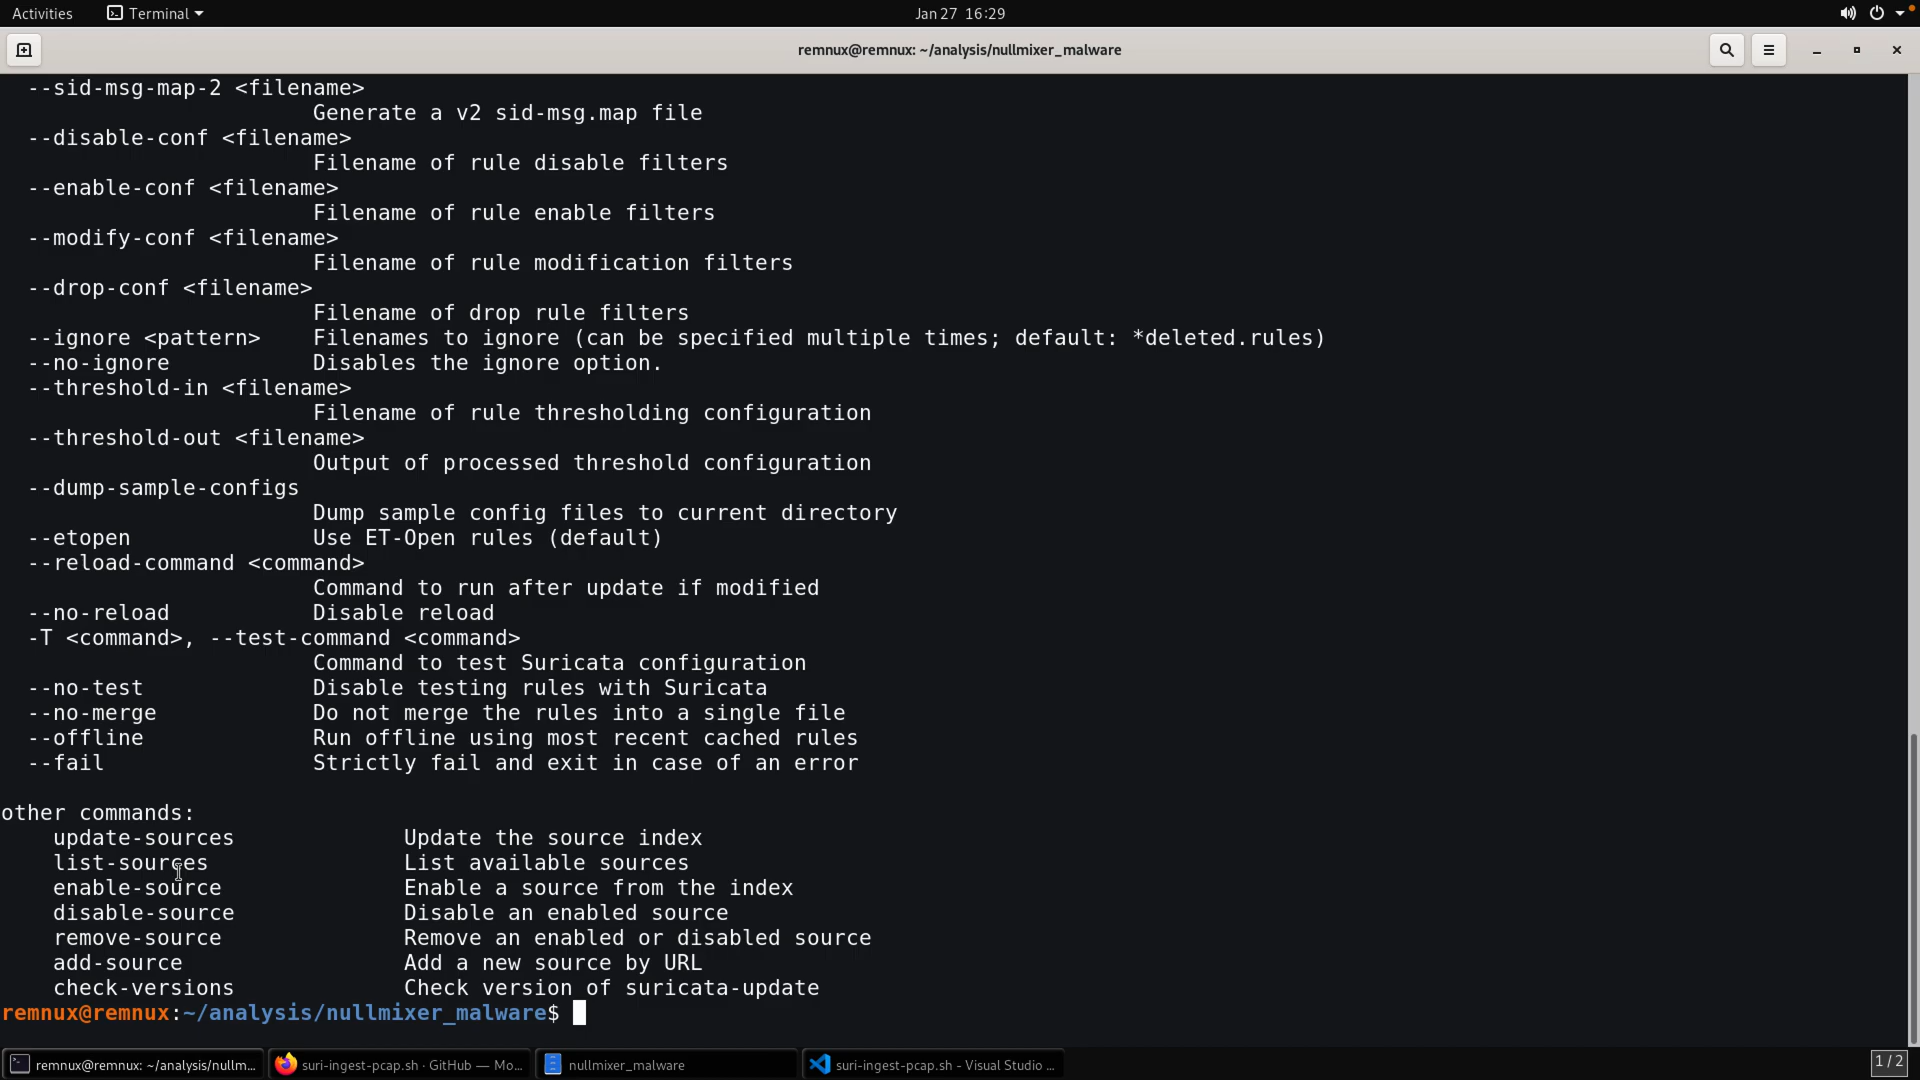 Activities
Terminal
Jan 27 16:29
remnux@remnux: ~/analysis/nullmixer_malware
--sid-msg-map-2 <filename>
Generate a v2 sid-msg.map file
--disable-conf <filename>
Filename of rule disable filters
--enable-conf <filename>
Filename of rule enable filters
--modify-conf <filename>
Filename of rule modification filters
--drop-conf <filename>
Filename of drop rule filters
--ignore <pattern> Filenames to ignore (can be specified multiple times; default: *deleted.rules)
--no-ignore Disables the ignore option.
--threshold-in <filename>
Filename of rule thresholding configuration
--threshold-out <filename>
Output of processed threshold configuration
--dump-sample-configs
Dump sample config files to current directory
--etopen Use ET-Open rules (default)
--reload-command <command>
Command to run after update if modified
--no-reload Disable reload
-T <command>, --test-command <command>
Command to test Suricata configuration
--no-test Disable testing rules with Suricata
--no-merge Do not merge the rules into a single file
--offline Run offline using most recent cached rules
--fail Strictly fail and exit in case of an error
other commands:
update-sources Update the source index
list-sources List available sources
enable-source Enable a source from the index
disable-source Disable an enabled source
remove-source Remove an enabled or disabled source
add-source Add a new source by URL
check-versions Check version of suricata-update
remnux@remnux:~/analysis/nullmixer_malware$
remnux@remnux: ~/analysis/nullm...
suri-ingest-pcap.sh · GitHub — Mo...
nullmixer_malware
suri-ingest-pcap.sh - Visual Studio ...
1 / 2